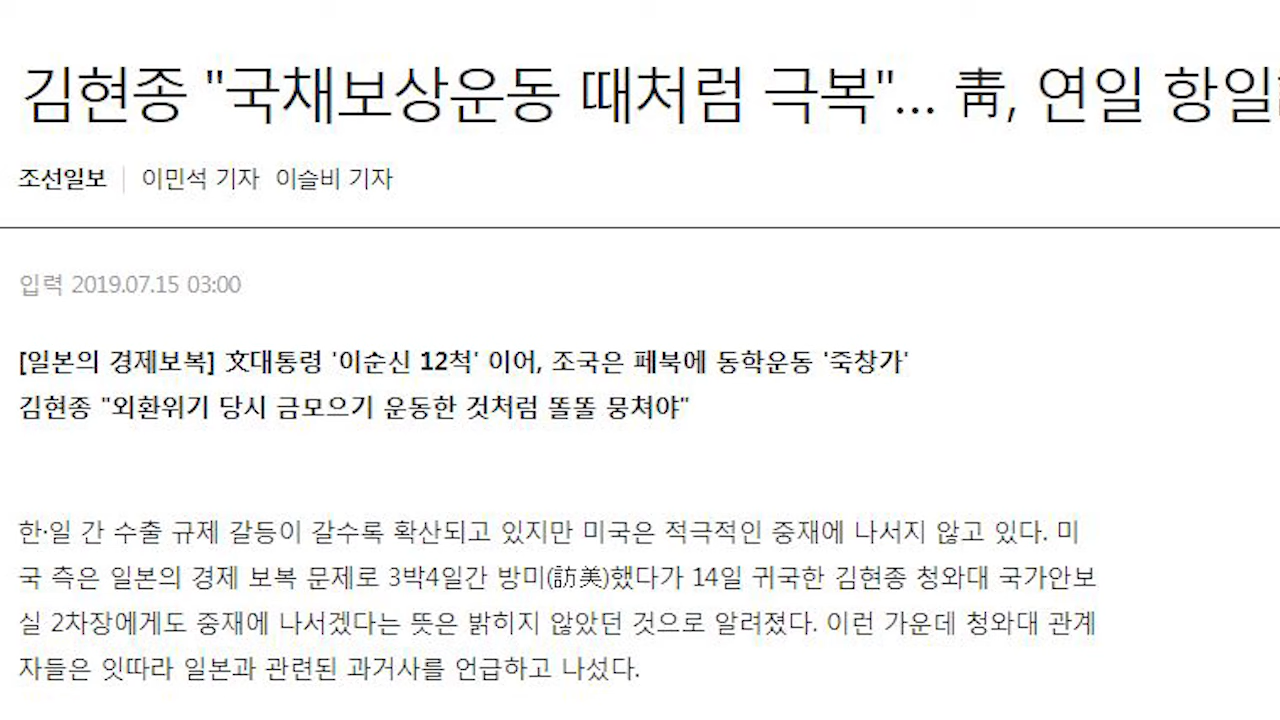 김현종 "국채보상운동 때처럼 극복"... 靑, 연일 항일
조선일보 이민석 기자 이슬비 기자
입력 2019.07.15 03:00
[일본의 경제보복] 文대통령 '이순신 12척' 이어, 조국은 페북에 동학운동 '죽창가'
김현종 "외환위기 당시 금모으기 운동한 것처럼 똘똘 뭉쳐야"
한·일 간 수출 규제 갈등이 갈수록 확산되고 있지만 미국은 적극적인 중재에 나서지 않고 있다. 미
국 측은 일본의 경제 보복 문제로 3박4일간 방미(訪美)했다가 14일 귀국한 김현종 청와대 국가안보
실 2차장에게도 중재에 나서겠다는 뜻은 밝히지 않았던 것으로 알려졌다. 이런 가운데 청와대 관계
자들은 잇따라 일본과 관련된 과거사를 언급하고 나섰다.